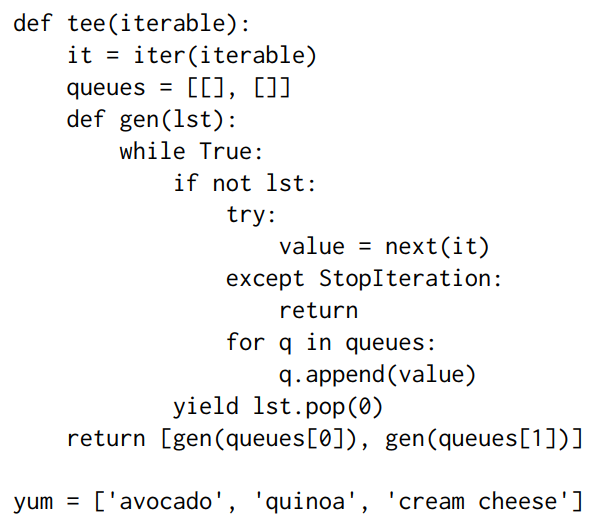 def tee(iterable):
    it = iter(iterable)
    queues = [[], []]
    def gen(lst):
        while True:
            if not lst:
                try:
                    value = next(it)
                except StopIteration:
                    return
                for q in queues:
                    q.append(value)
            yield lst.pop(0)
    return [gen(queues[0]), gen(queues[1])]

yum = ['avocado', 'quinoa', 'cream cheese']